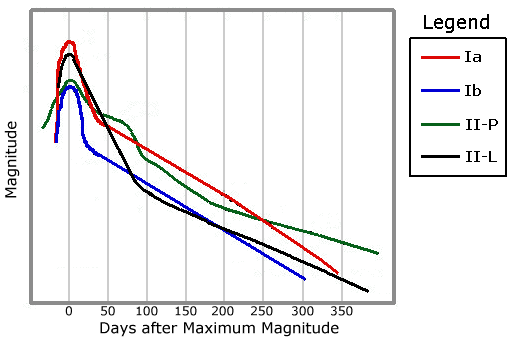 Legend
Ia
Ib
II-P
II-L
Magnitude
0 50 100 150 200 250 300 350
Days after Maximum Magnitude